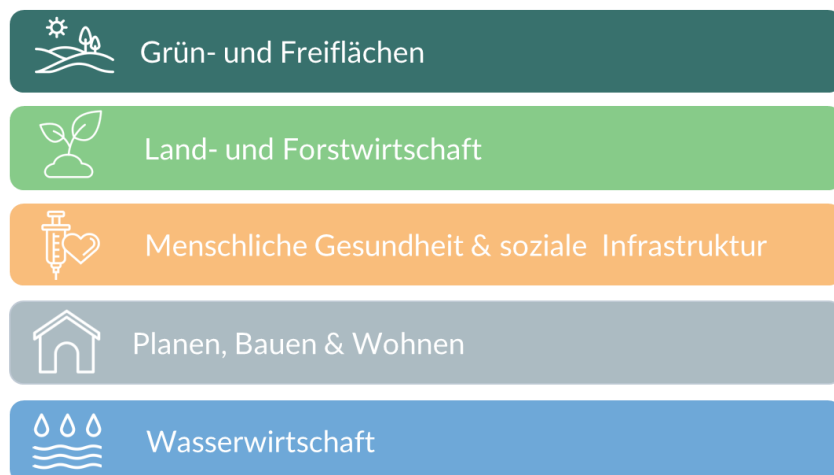 Grün- und Freiflächen
Land- und Forstwirtschaft
Menschliche Gesundheit & soziale Infrastruktur
Planen, Bauen & Wohnen
Wasserwirtschaft